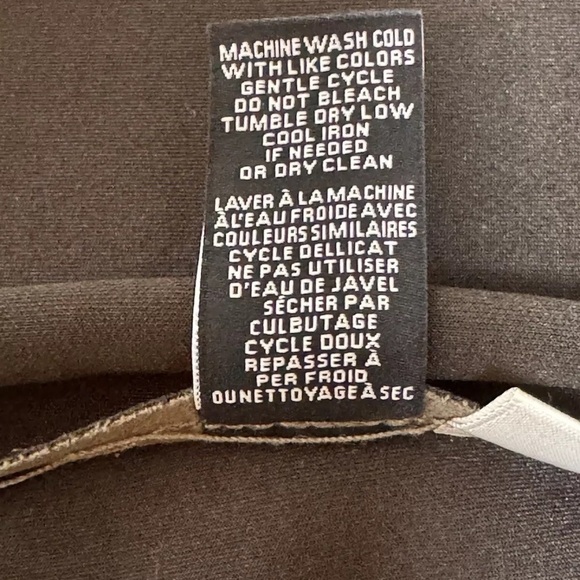 MACHINE WASH COLD
WITH LIKE COLORS
GENTLE CYCLE
DO NOT BLEACH
TUMBLE DRY LOW
COOL IRON
IF NEEDED
OR DRY CLEAN
LAVER À LA MACHINE
À L'EAU FROIDE AVEC
COULEURS SIMILAIRES
CYCLE DELLICAT
NE PAS UTILISER
D'EAU DE JAVEL
SÉCHER PAR
CULBUTAGE
CYCLE DOUX
REPASSER À
PER FROID
OU NETTOYAGE À SEC